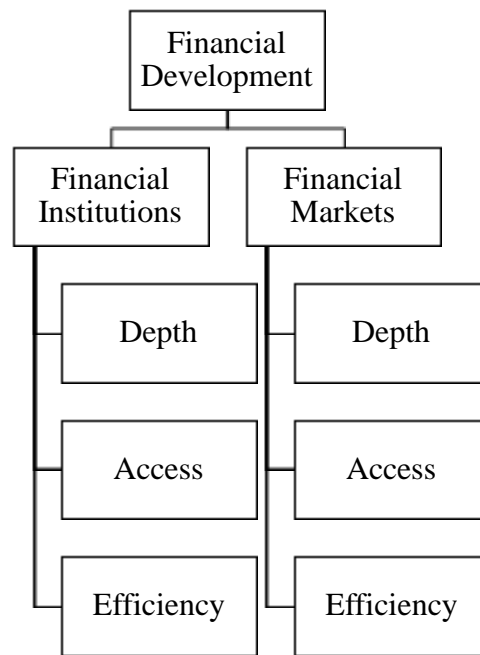 Financial
Development
Financial
Institutions
Financial
Markets
Depth
Depth
Access
Access
Efficiency
Efficiency